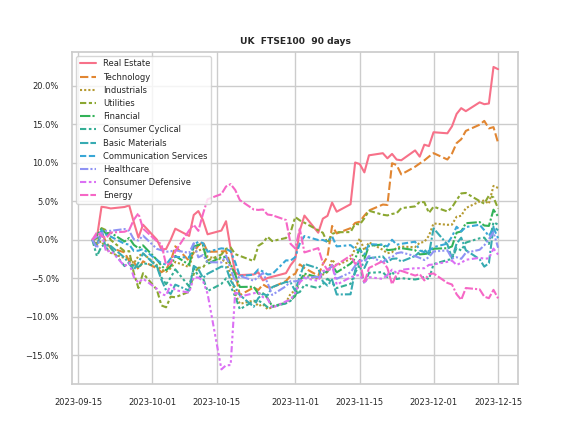 UK  FTSE100  90 days
Real Estate
Technology
Industrials
Utilities
Financial
Consumer Cyclical
Basic Materials
Communication Services
Healthcare
Consumer Defensive
Energy
20.0%
15.0%
10.0%
5.0%
0.0%
−5.0%
−10.0%
−15.0%
2023-09-15 2023-10-01 2023-10-15 2023-11-01 2023-11-15 2023-12-01 2023-12-15